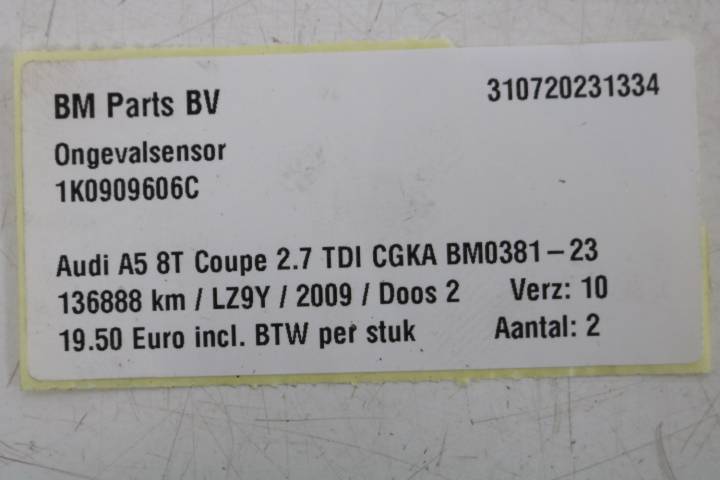 BM Parts BV
310720231334
Ongevalsensor
1K0909606C
Audi A5 8T Coupe 2.7 TDI CGKA BM0381-23
136888 km / LZ9Y / 2009 / Doos 2 Verz: 10
19.50 Euro incl. BTW per stuk Aantal: 2